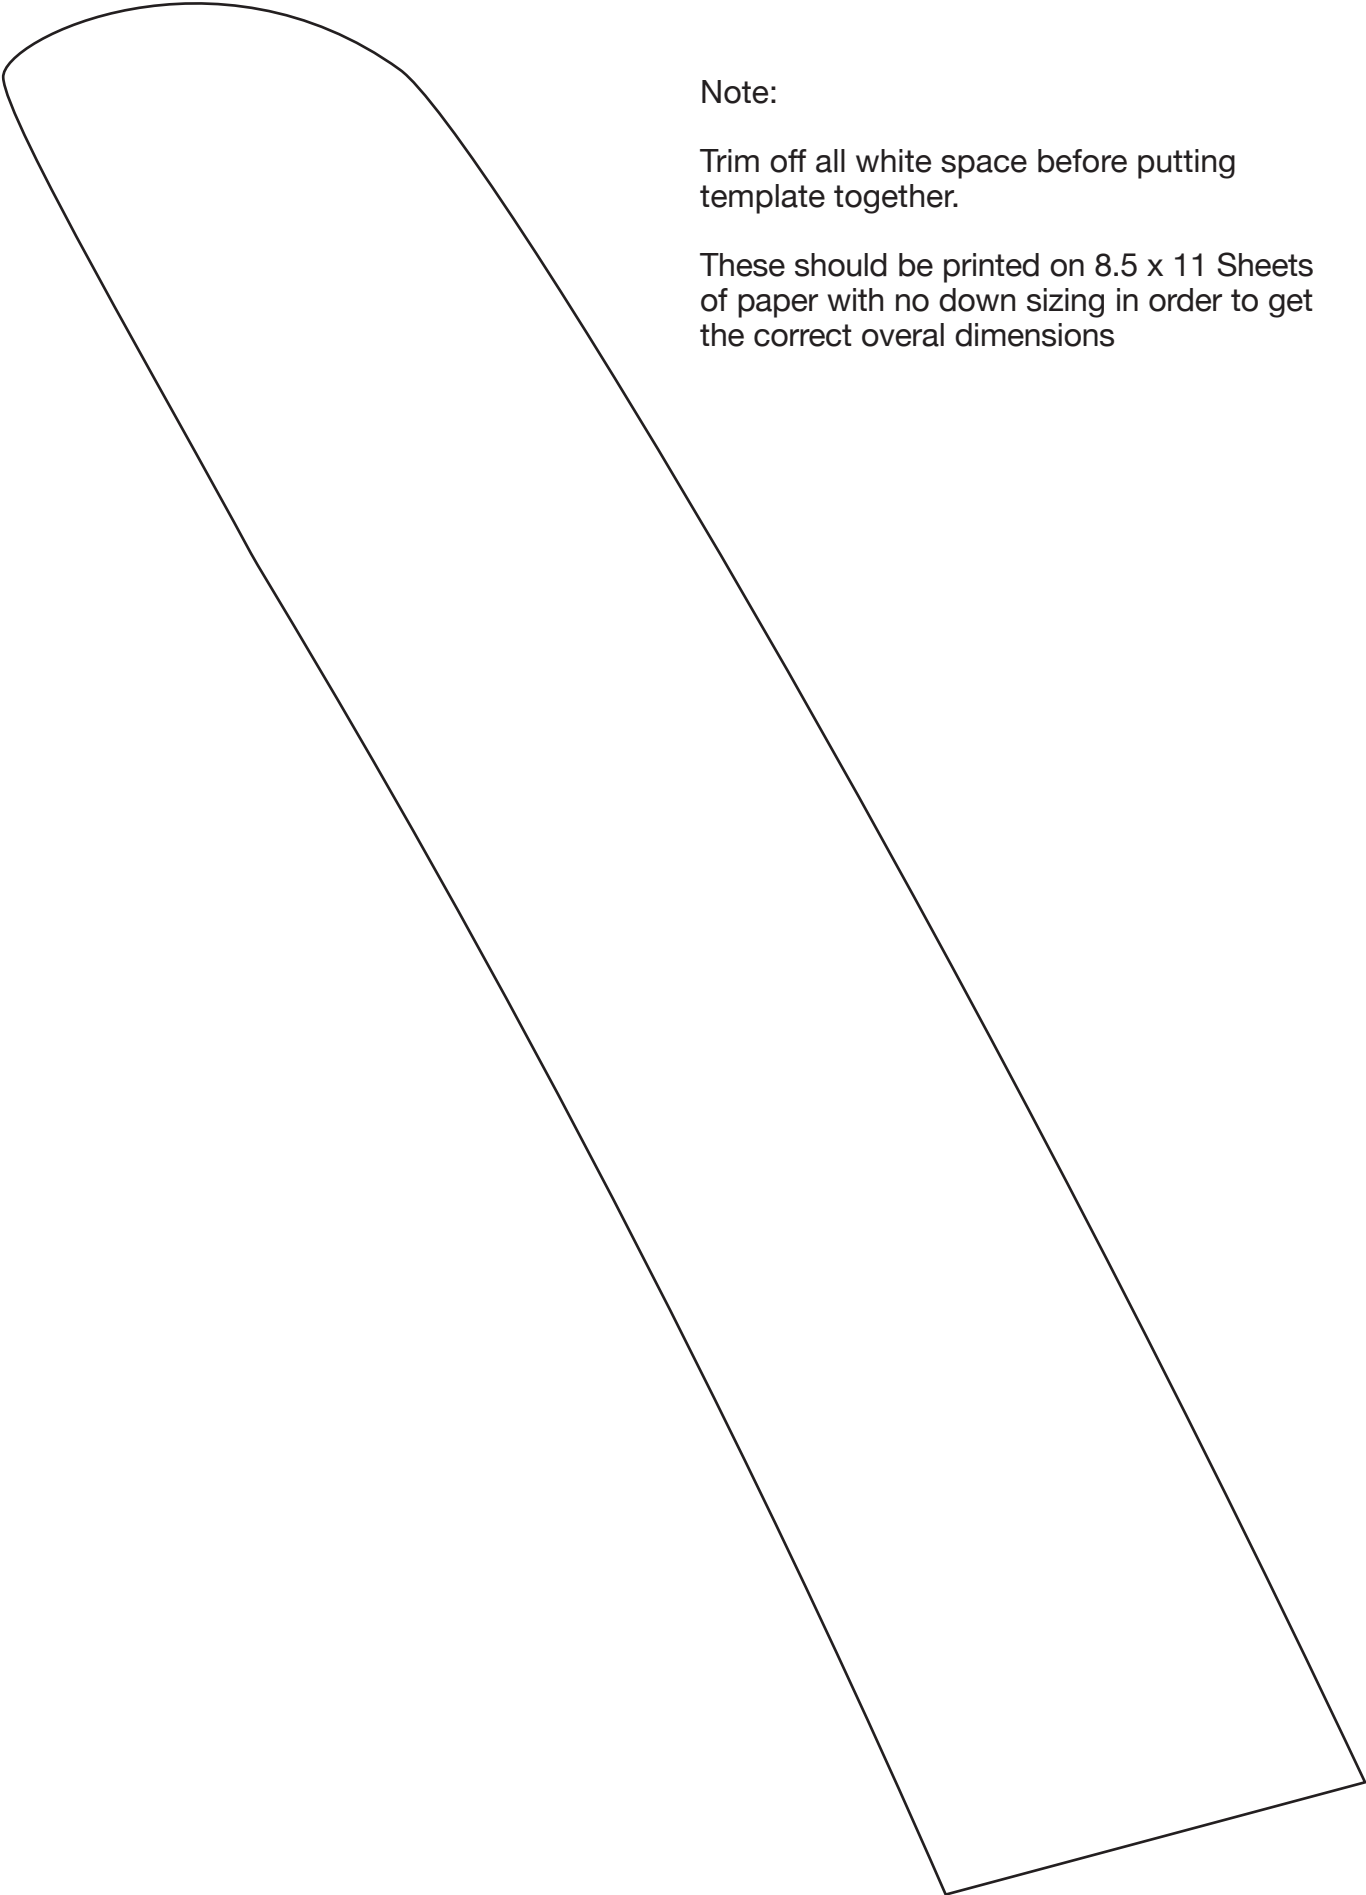 Note:
Trim off all white space before putting
template together.
These should be printed on 8.5 x 11 Sheets
of paper with no down sizing in order to get
the correct overal dimensions